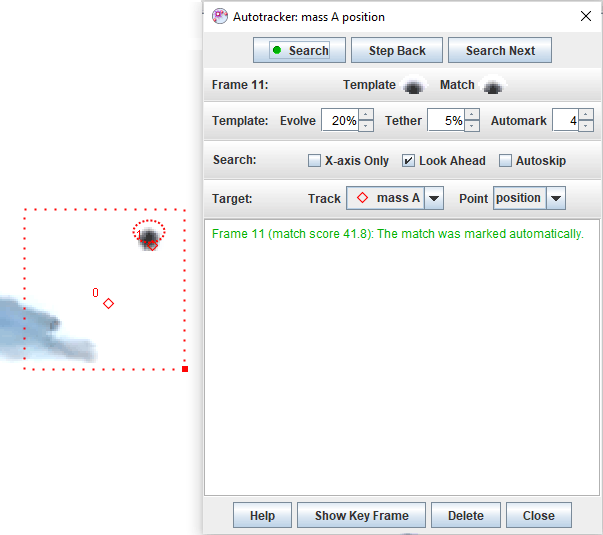 Autotracker: mass A position
Search Step Back Search Next
Frame 11: Template Match
Template: Evolve 20% Tether 5% Automark 4
Search: X-axis Only Look Ahead Autoskip
Target: Track mass A Point position
Frame 11 (match score 41.8): The match was marked automatically.
0
Help Show Key Frame Delete Close